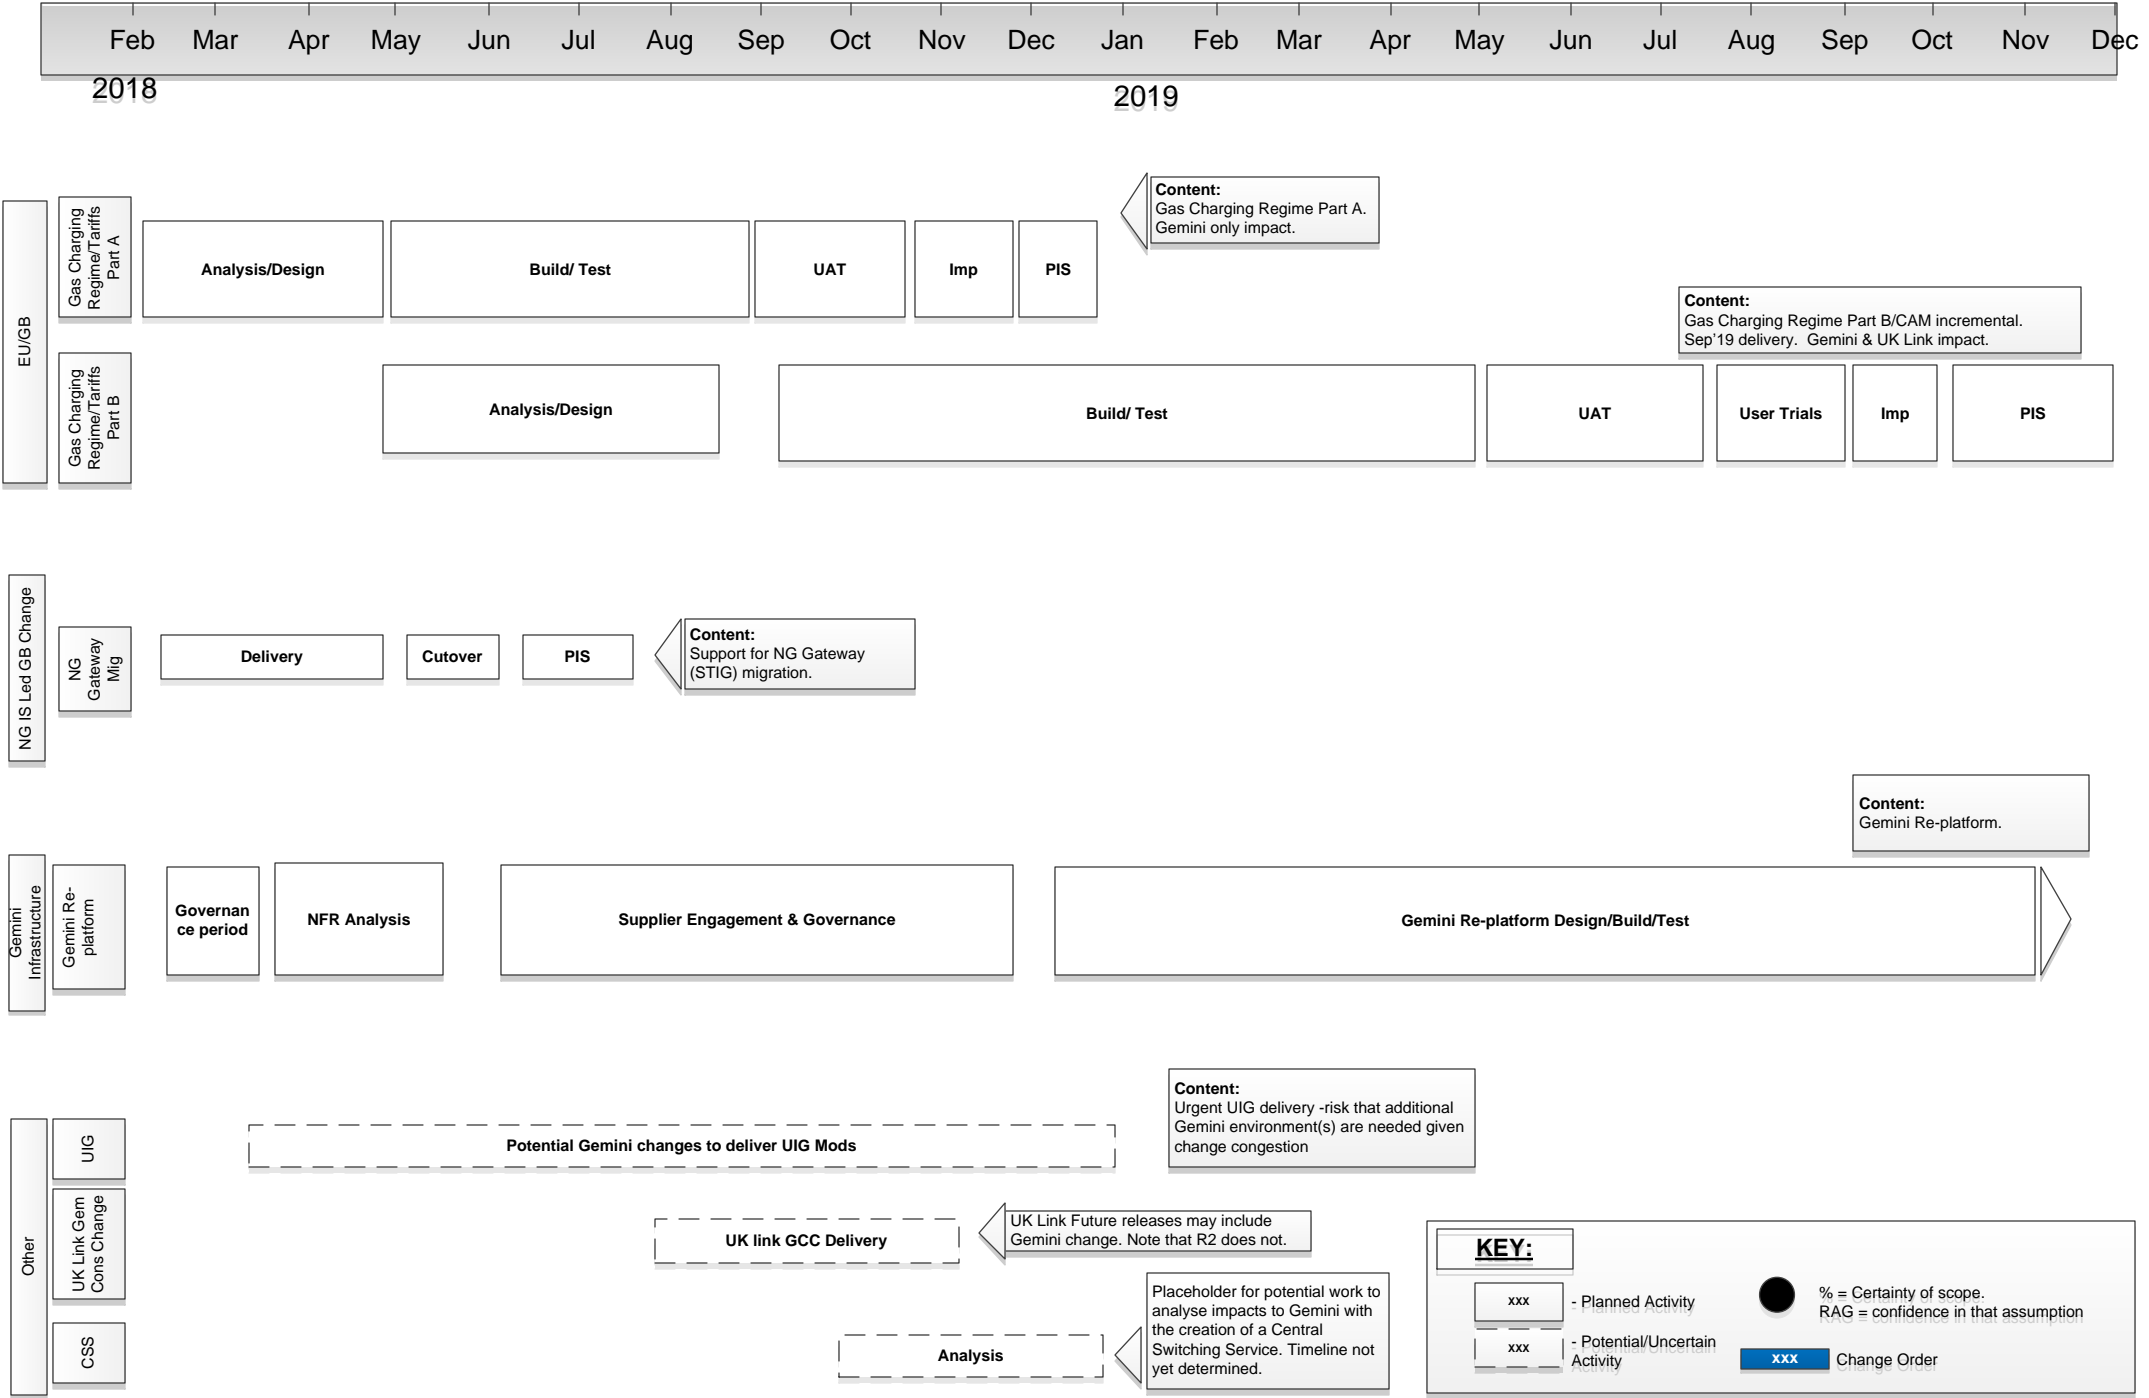 Feb Mar Apr May Jun Jul Aug Sep Oct Nov Dec Jan Feb Mar Apr May Jun Jul Aug Sep Oct Nov Dec
2018
2019
EU/GB
Gas Charging
Regime/Tariffs
Part A
Analysis/Design
Build/ Test
UAT
Imp
PIS
Content:
Gas Charging Regime Part A.
Gemini only impact.
Content:
Gas Charging Regime Part B/CAM incremental.
Sep’19 delivery.  Gemini & UK Link impact.
Gas Charging
Regime/Tariffs
Part B
Analysis/Design
Build/ Test
UAT
User Trials
Imp
PIS
NG IS Led GB Change
NG
Gateway
Mig
Delivery
Cutover
PIS
Content:
Support for NG Gateway
(STIG) migration.
Content:
Gemini Re-platform.
Gemini
Infrastructure
Gemini Re-
platform
Governan
ce period
NFR Analysis
Supplier Engagement & Governance
Gemini Re-platform Design/Build/Test
Other
UIG
Potential Gemini changes to deliver UIG Mods
Content:
Urgent UIG delivery -risk that additional
Gemini environment(s) are needed given
change congestion
UK Link Gem
Cons Change
UK link GCC Delivery
UK Link Future releases may include
Gemini change. Note that R2 does not.
CSS
Analysis
Placeholder for potential work to
analyse impacts to Gemini with
the creation of a Central
Switching Service. Timeline not
yet determined.
KEY:
xxx
- Planned Activity
% = Certainty of scope.
RAG = confidence in that assumption
xxx
- Potential/Uncertain
Activity
xxx
Change Order